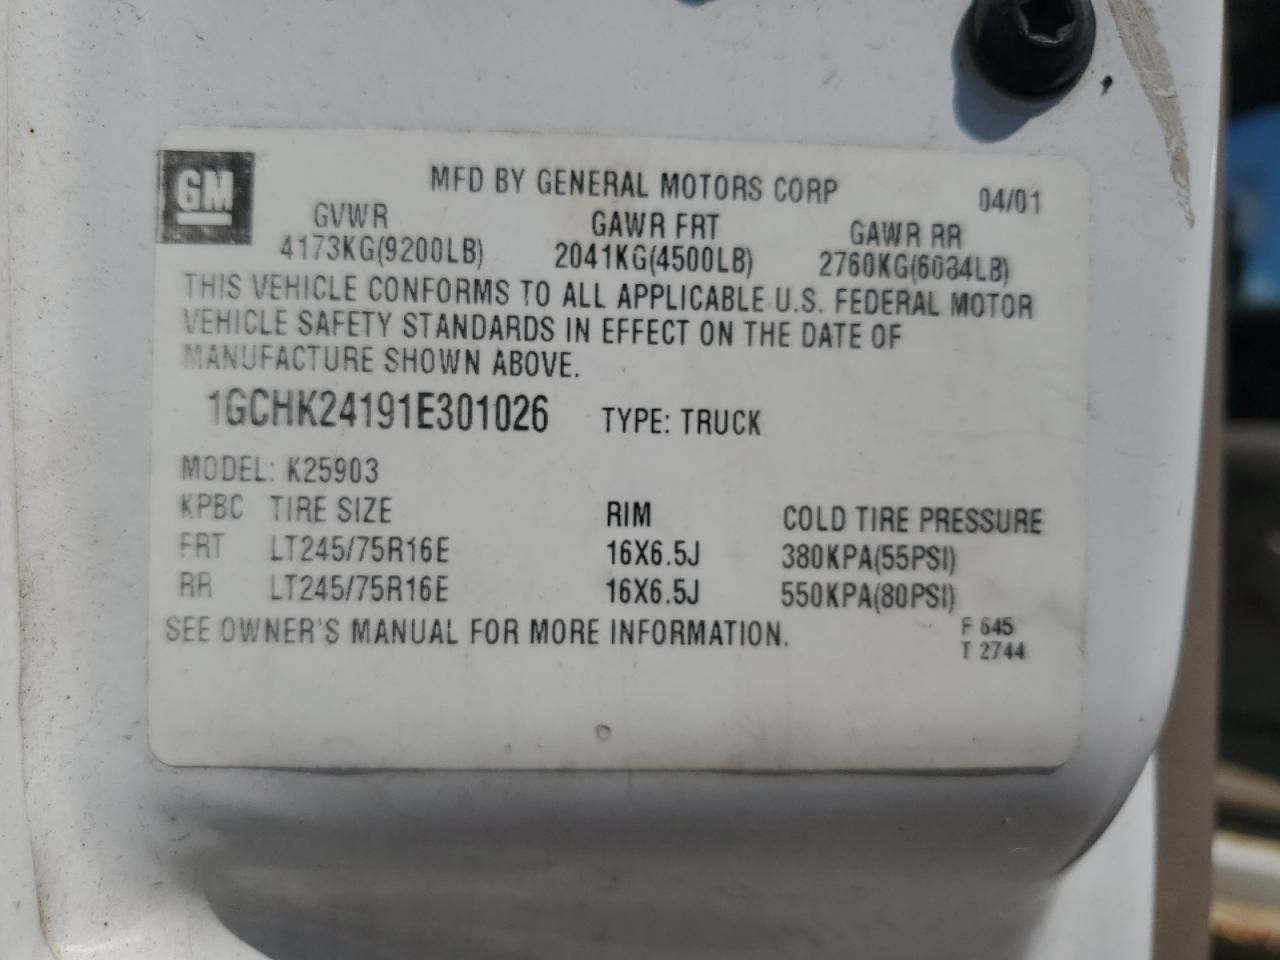 GM
MFD BY GENERAL MOTORS CORP 04/01
GVWR GAWR FRT GAWR RR
4173KG(9200LB) 2041KG(4500LB) 2760KG(6084LB)
THIS VEHICLE CONFORMS TO ALL APPLICABLE U.S. FEDERAL MOTOR
VEHICLE SAFETY STANDARDS IN EFFECT ON THE DATE OF
MANUFACTURE SHOWN ABOVE.
1GCHK24191E301026 TYPE: TRUCK
MODEL: K25903
KPBC TIRE SIZE RIM COLD TIRE PRESSURE
FRT LT245/75R16E 16X6.5J 380KPA(55PSI)
RR LT245/75R16E 16X6.5J 550KPA(80PSI)
SEE OWNER'S MANUAL FOR MORE INFORMATION. F 645
T 2744